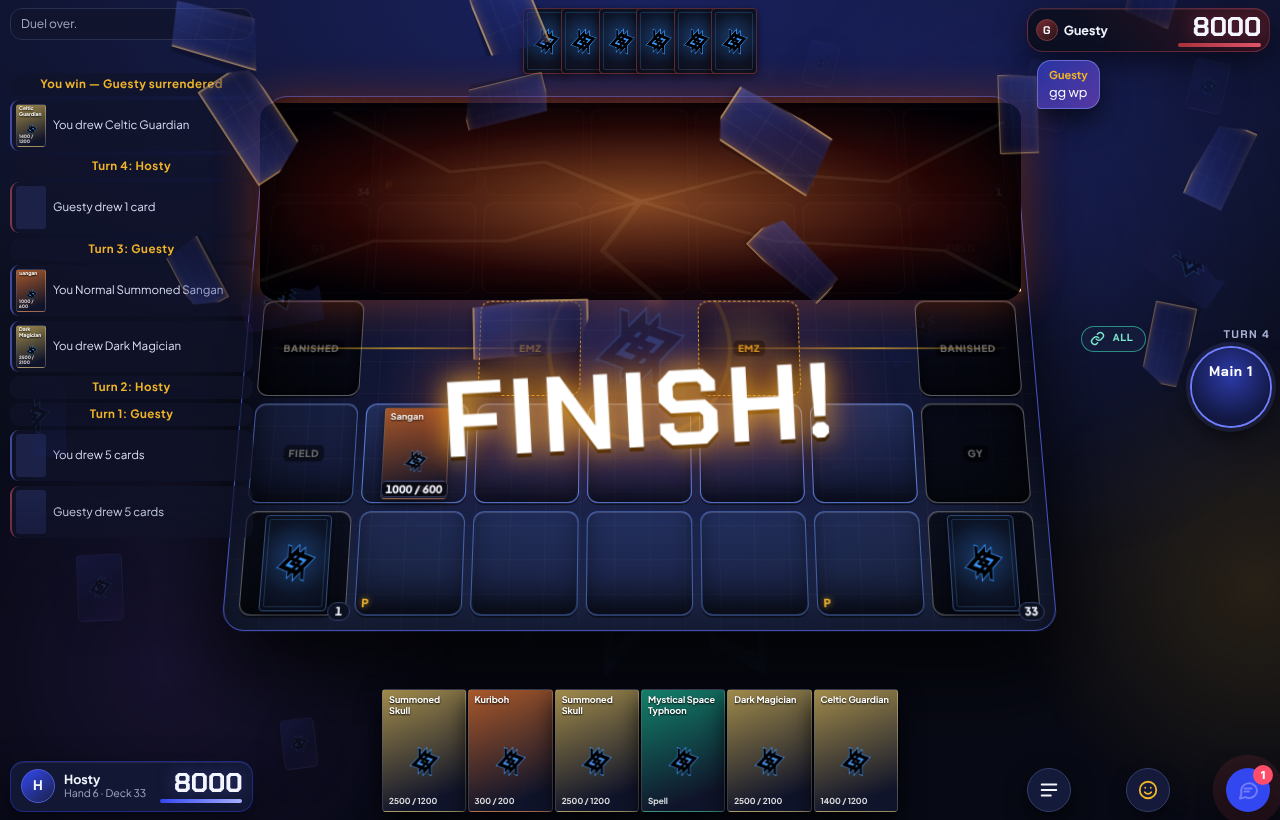 Duel over.
You win — Guesty surrendered
Celtic Guardian
1400 / 1200
You drew Celtic Guardian
Turn 4: Hosty
Guesty drew 1 card
Turn 3: Guesty
Sangan
1000 / 600
You Normal Summoned Sangan
Dark Magician
2500 / 2100
You drew Dark Magician
Turn 2: Hosty
Turn 1: Guesty
You drew 5 cards
Guesty drew 5 cards
G
Guesty
8000
Guesty
gg wp
34
P
1
BANISHED
EMZ
EMZ
BANISHED
ALL
TURN 4
Main 1
FINISH!
FIELD
Sangan
1000 / 600
GY
1
P
P
33
Summoned
Skull
2500 / 1200
Kuriboh
300 / 200
Summoned
Skull
2500 / 1200
Mystical Space
Typhoon
Spell
Dark Magician
2500 / 2100
Celtic Guardian
1400 / 1200
H
Hosty
Hand 6 · Deck 33
8000
1